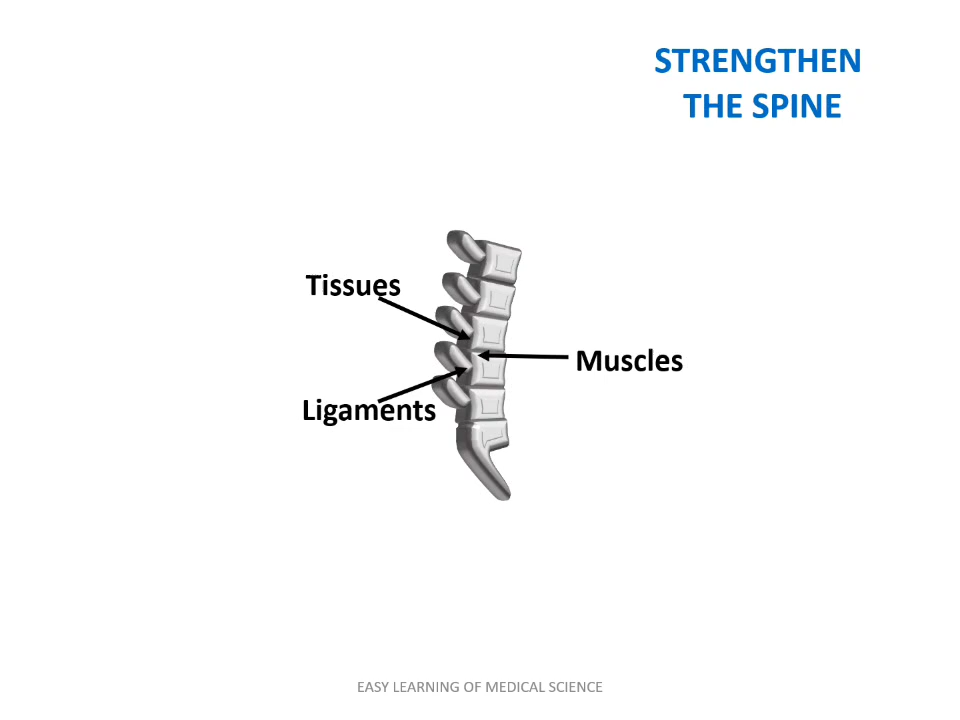 STRENGTHEN
THE SPINE
Tissues
Muscles
Ligaments
EASY LEARNING OF MEDICAL SCIENCE